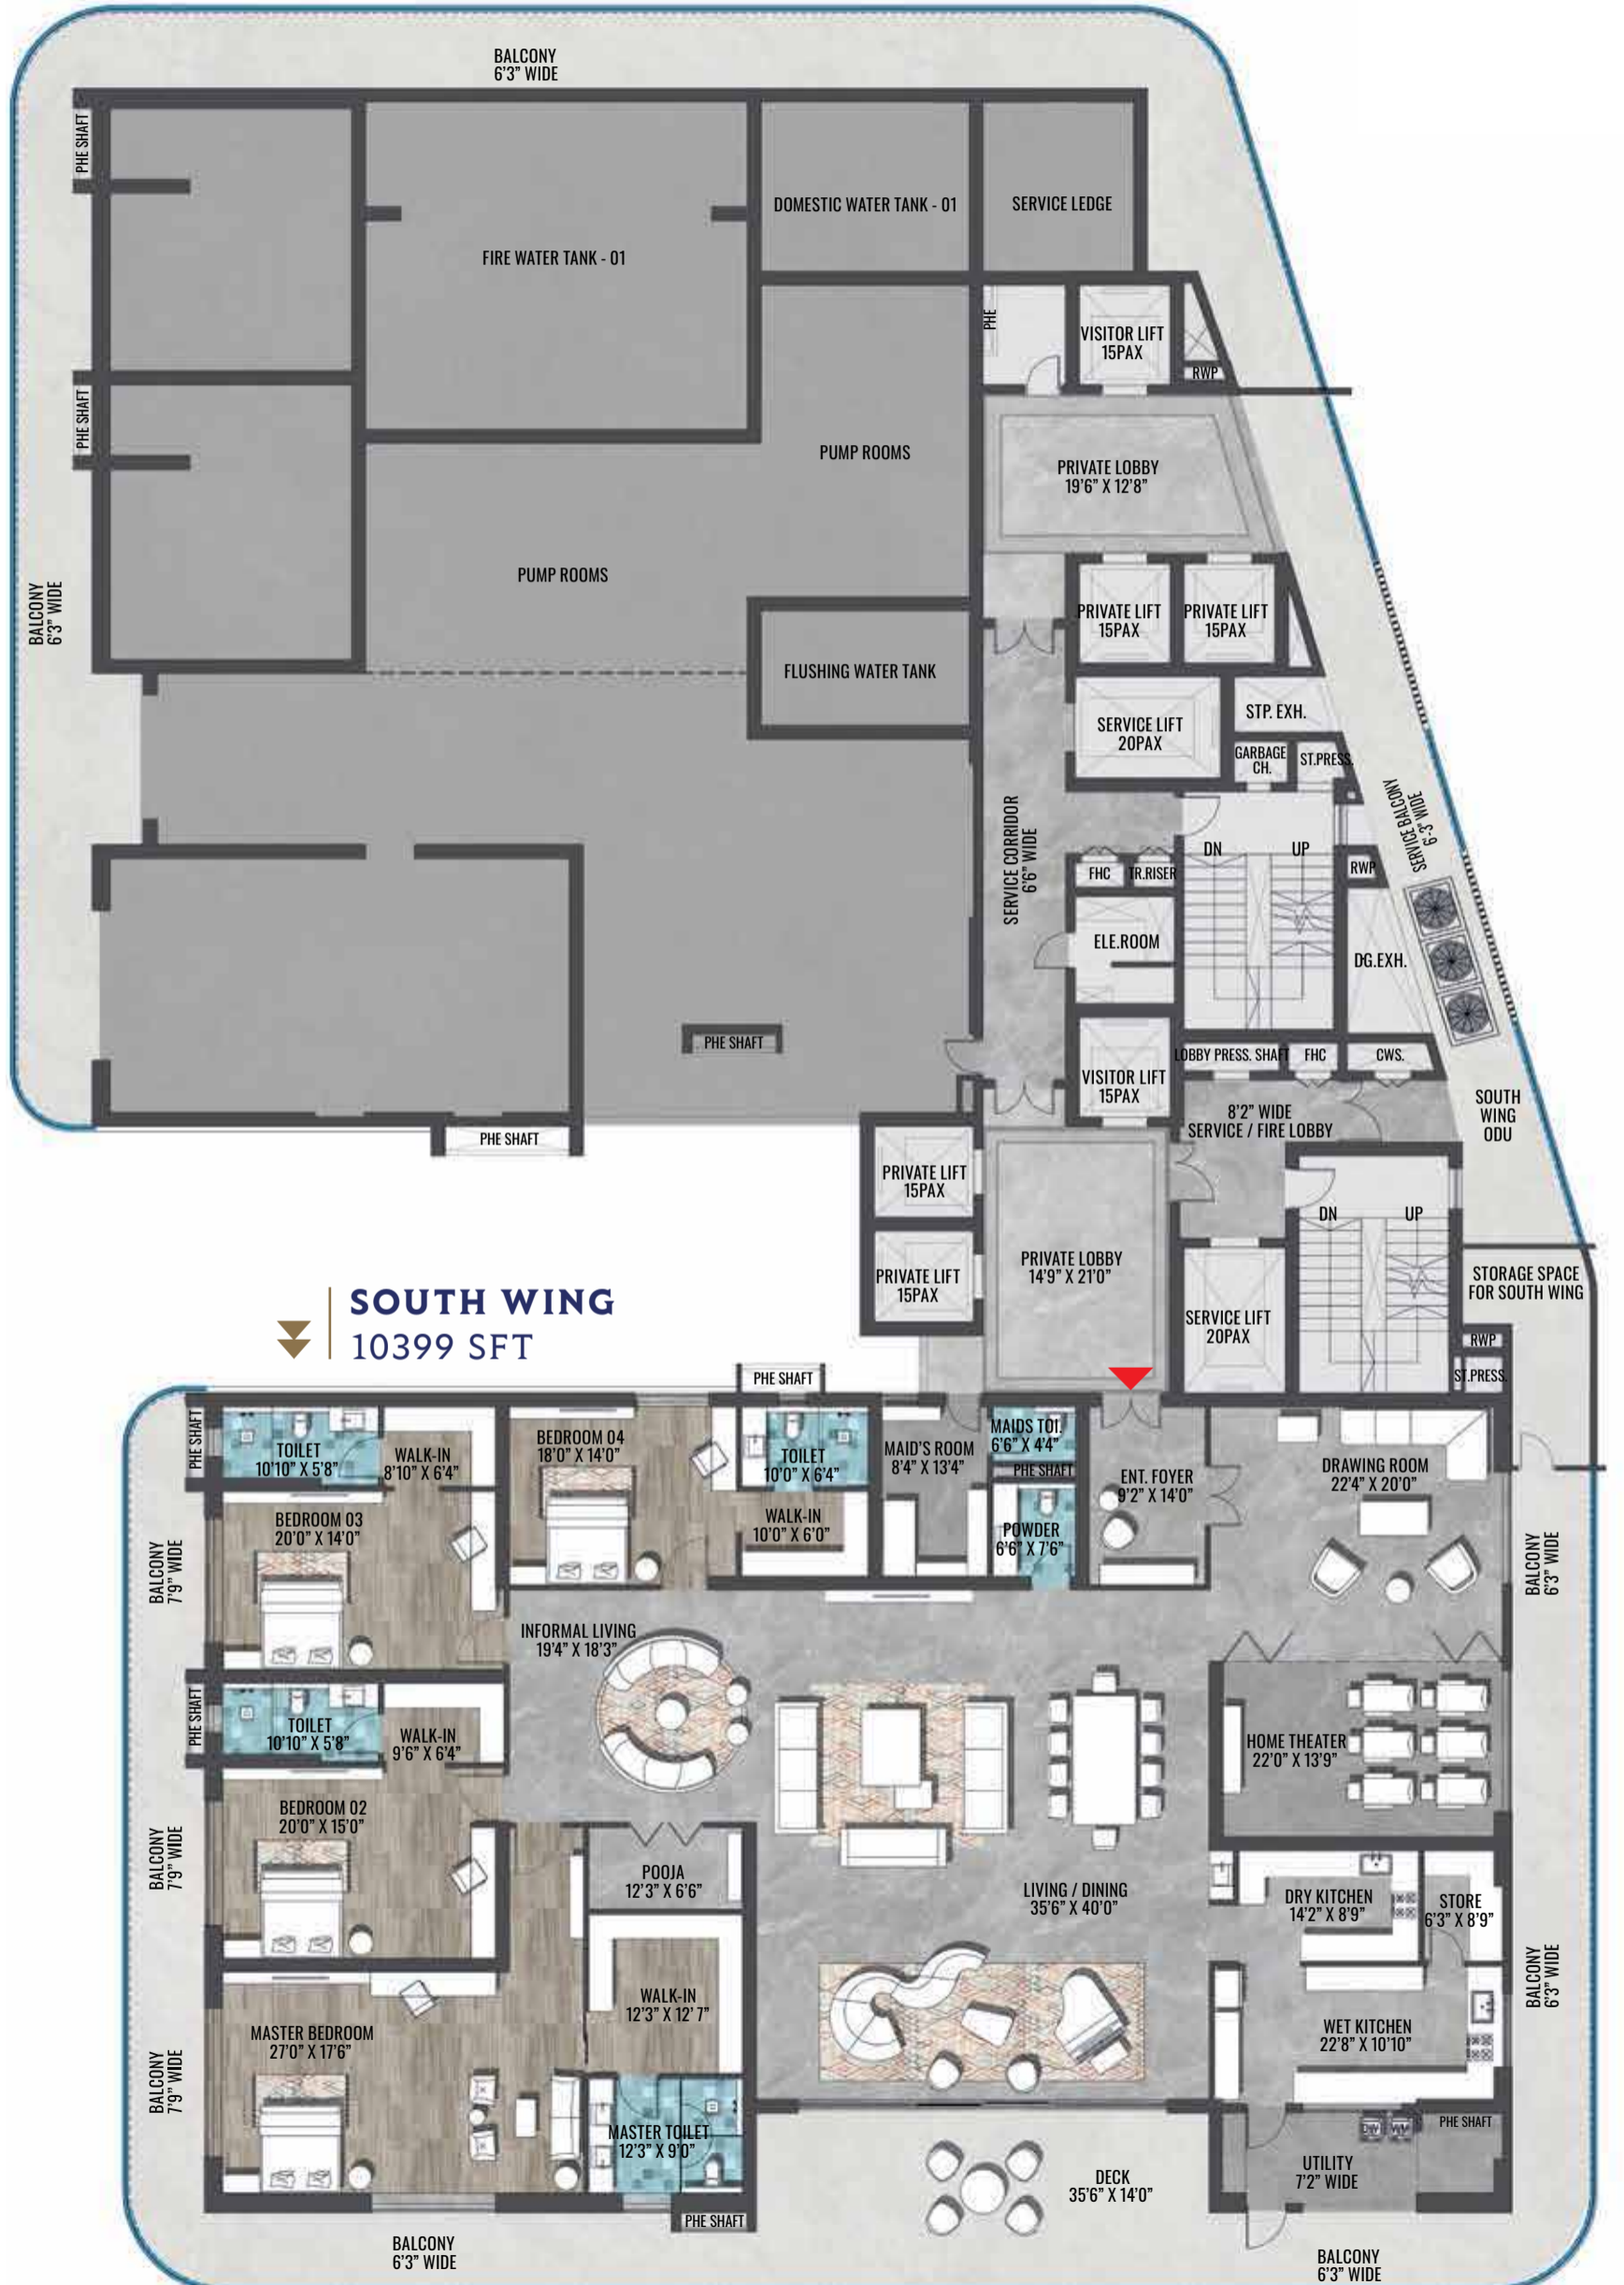 BALCONY
6'3" WIDE
PHE SHAFT
FIRE WATER TANK - 01
DOMESTIC WATER TANK - 01
SERVICE LEDGE
PHE
VISITOR LIFT
15PAX
RWP
PHE SHAFT
PUMP ROOMS
PRIVATE LOBBY
19'6" X 12'8"
BALCONY
6'3" WIDE
PUMP ROOMS
PRIVATE LIFT
15PAX
PRIVATE LIFT
15PAX
FLUSHING WATER TANK
SERVICE LIFT
20PAX
STP. EXH.
GARBAGE
CH.
ST.PRESS.
SERVICE BALCONY
6'-3" WIDE
SERVICE CORRIDOR
6'6" WIDE
DN
UP
FHC
TR.RISER
RWP
ELE.ROOM
DG.EXH.
PHE SHAFT
LOBBY PRESS. SHAFT
FHC
CWS.
VISITOR LIFT
15PAX
8'2" WIDE
SERVICE / FIRE LOBBY
SOUTH
WING
ODU
PHE SHAFT
PRIVATE LIFT
15PAX
DN
UP
PRIVATE LOBBY
14'9" X 21'0"
PRIVATE LIFT
15PAX
STORAGE SPACE
FOR SOUTH WING
SERVICE LIFT
20PAX
RWP
ST.PRESS.
SOUTH WING
10399 SFT
PHE SHAFT
PHE SHAFT
TOILET
10'10" X 5'8"
WALK-IN
8'10" X 6'4"
BEDROOM 04
18'0" X 14'0"
TOILET
10'0" X 6'4"
MAID'S ROOM
8'4" X 13'4"
MAIDS TOI.
6'6" X 4'4"
PHE SHAFT
ENT. FOYER
9'2" X 14'0"
DRAWING ROOM
22'4" X 20'0"
BEDROOM 03
20'0" X 14'0"
WALK-IN
10'0" X 6'0"
POWDER
6'6" X 7'6"
BALCONY
7'9" WIDE
BALCONY
6'3" WIDE
INFORMAL LIVING
19'4" X 18'3"
PHE SHAFT
TOILET
10'10" X 5'8"
WALK-IN
9'6" X 6'4"
HOME THEATER
22'0" X 13'9"
BEDROOM 02
20'0" X 15'0"
BALCONY
7'9" WIDE
POOJA
12'3" X 6'6"
LIVING / DINING
35'6" X 40'0"
DRY KITCHEN
14'2" X 8'9"
STORE
6'3" X 8'9"
BALCONY
6'3" WIDE
WALK-IN
12'3" X 12' 7"
MASTER BEDROOM
27'0" X 17'6"
WET KITCHEN
22'8" X 10'10"
BALCONY
7'9" WIDE
MASTER TOILET
12'3" X 9'0"
DW
WM
PHE SHAFT
UTILITY
7'2" WIDE
DECK
35'6" X 14'0"
PHE SHAFT
BALCONY
6'3" WIDE
BALCONY
6'3" WIDE